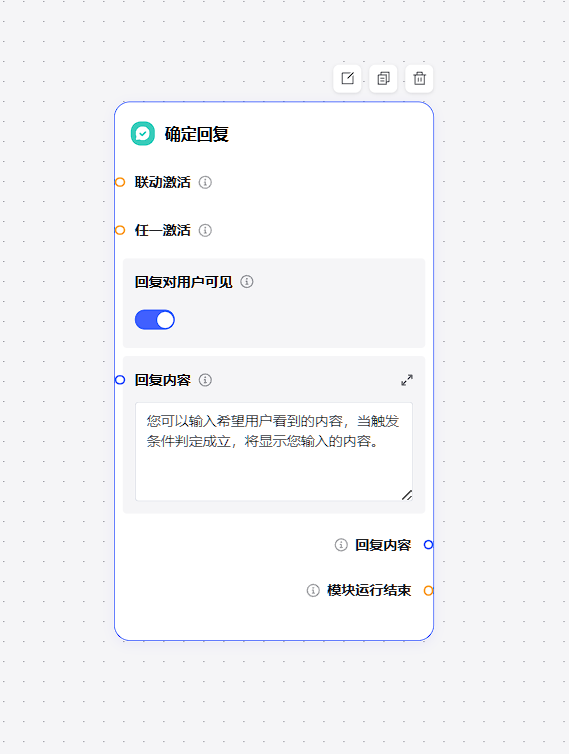 确定回复
联动激活
任一激活
回复对用户可见
回复内容
您可以输入希望用户看到的内容，当触发
条件判定成立，将显示您输入的内容。
回复内容
模块运行结束